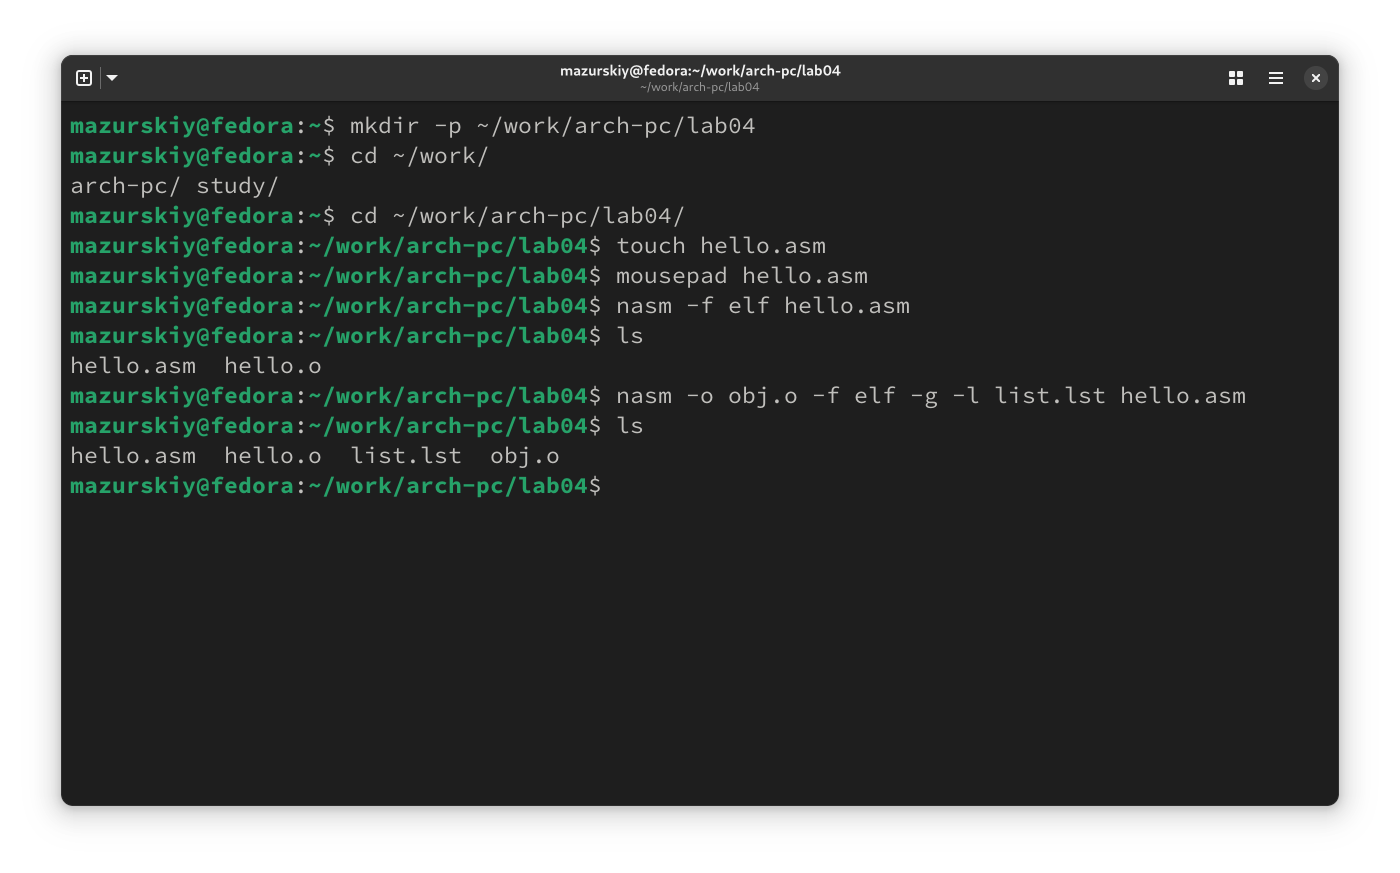 mazurskiy@fedora:~/work/arch-pc/lab04
~/work/arch-pc/lab04
mazurskiy@fedora:~$ mkdir -p ~/work/arch-pc/lab04
mazurskiy@fedora:~$ cd ~/work/
arch-pc/ study/
mazurskiy@fedora:~$ cd ~/work/arch-pc/lab04/
mazurskiy@fedora:~/work/arch-pc/lab04$ touch hello.asm
mazurskiy@fedora:~/work/arch-pc/lab04$ mousepad hello.asm
mazurskiy@fedora:~/work/arch-pc/lab04$ nasm -f elf hello.asm
mazurskiy@fedora:~/work/arch-pc/lab04$ ls
hello.asm  hello.o
mazurskiy@fedora:~/work/arch-pc/lab04$ nasm -o obj.o -f elf -g -l list.lst hello.asm
mazurskiy@fedora:~/work/arch-pc/lab04$ ls
hello.asm  hello.o  list.lst  obj.o
mazurskiy@fedora:~/work/arch-pc/lab04$